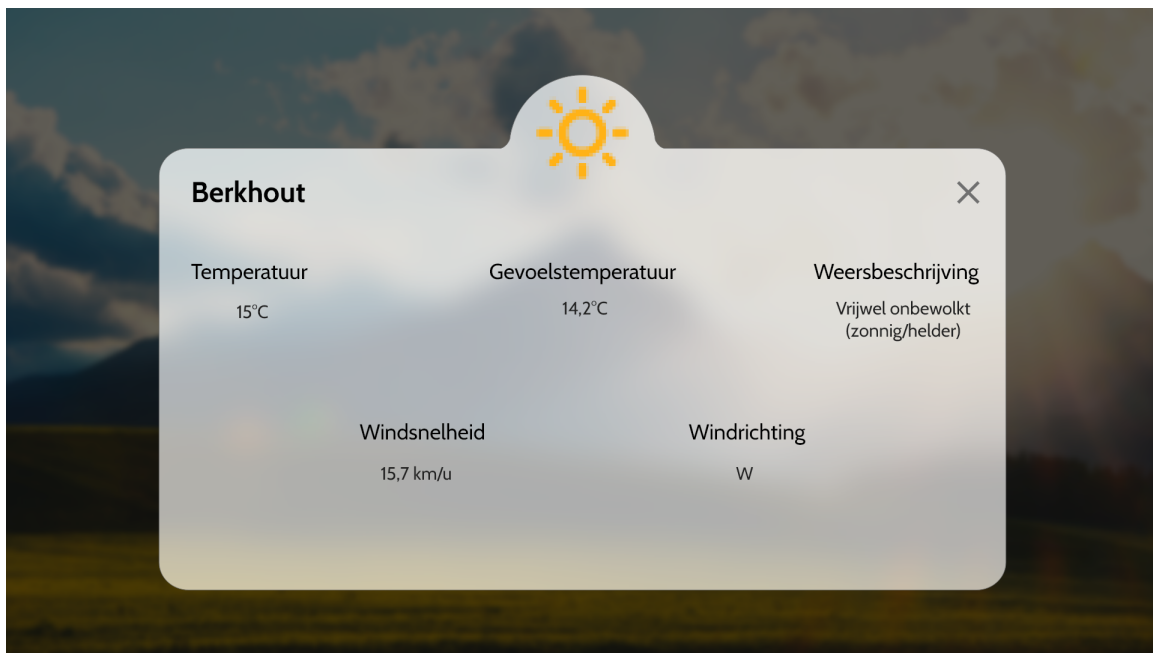 Berkhout
Temperatuur
Gevoelstemperatuur
Weersbeschrijving
15°C
14,2°C
Vrijwel onbewolkt
(zonnig/helder)
Windsnelheid
Windrichting
15,7 km/u
W